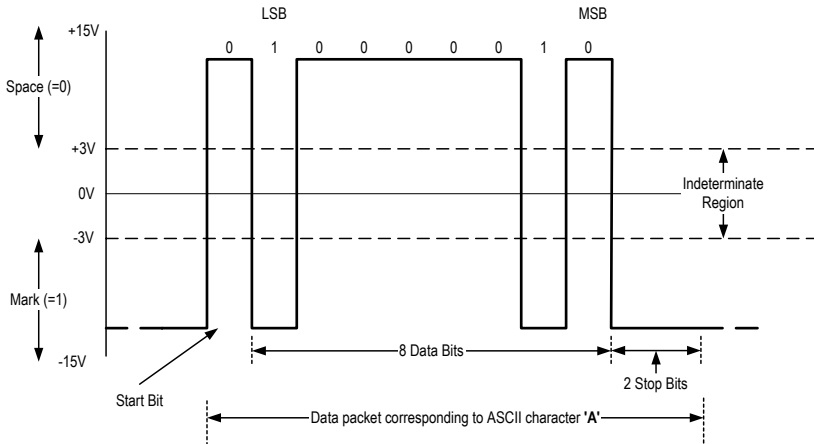 LSB MSB
+15V
0 1 0 0 0 0 0 1 0
Space (=0)
+3V
Indeterminate
Region
0V
-3V
Mark (=1)
8 Data Bits
-15V
2 Stop Bits
Start Bit
Data packet corresponding to ASCII character 'A'